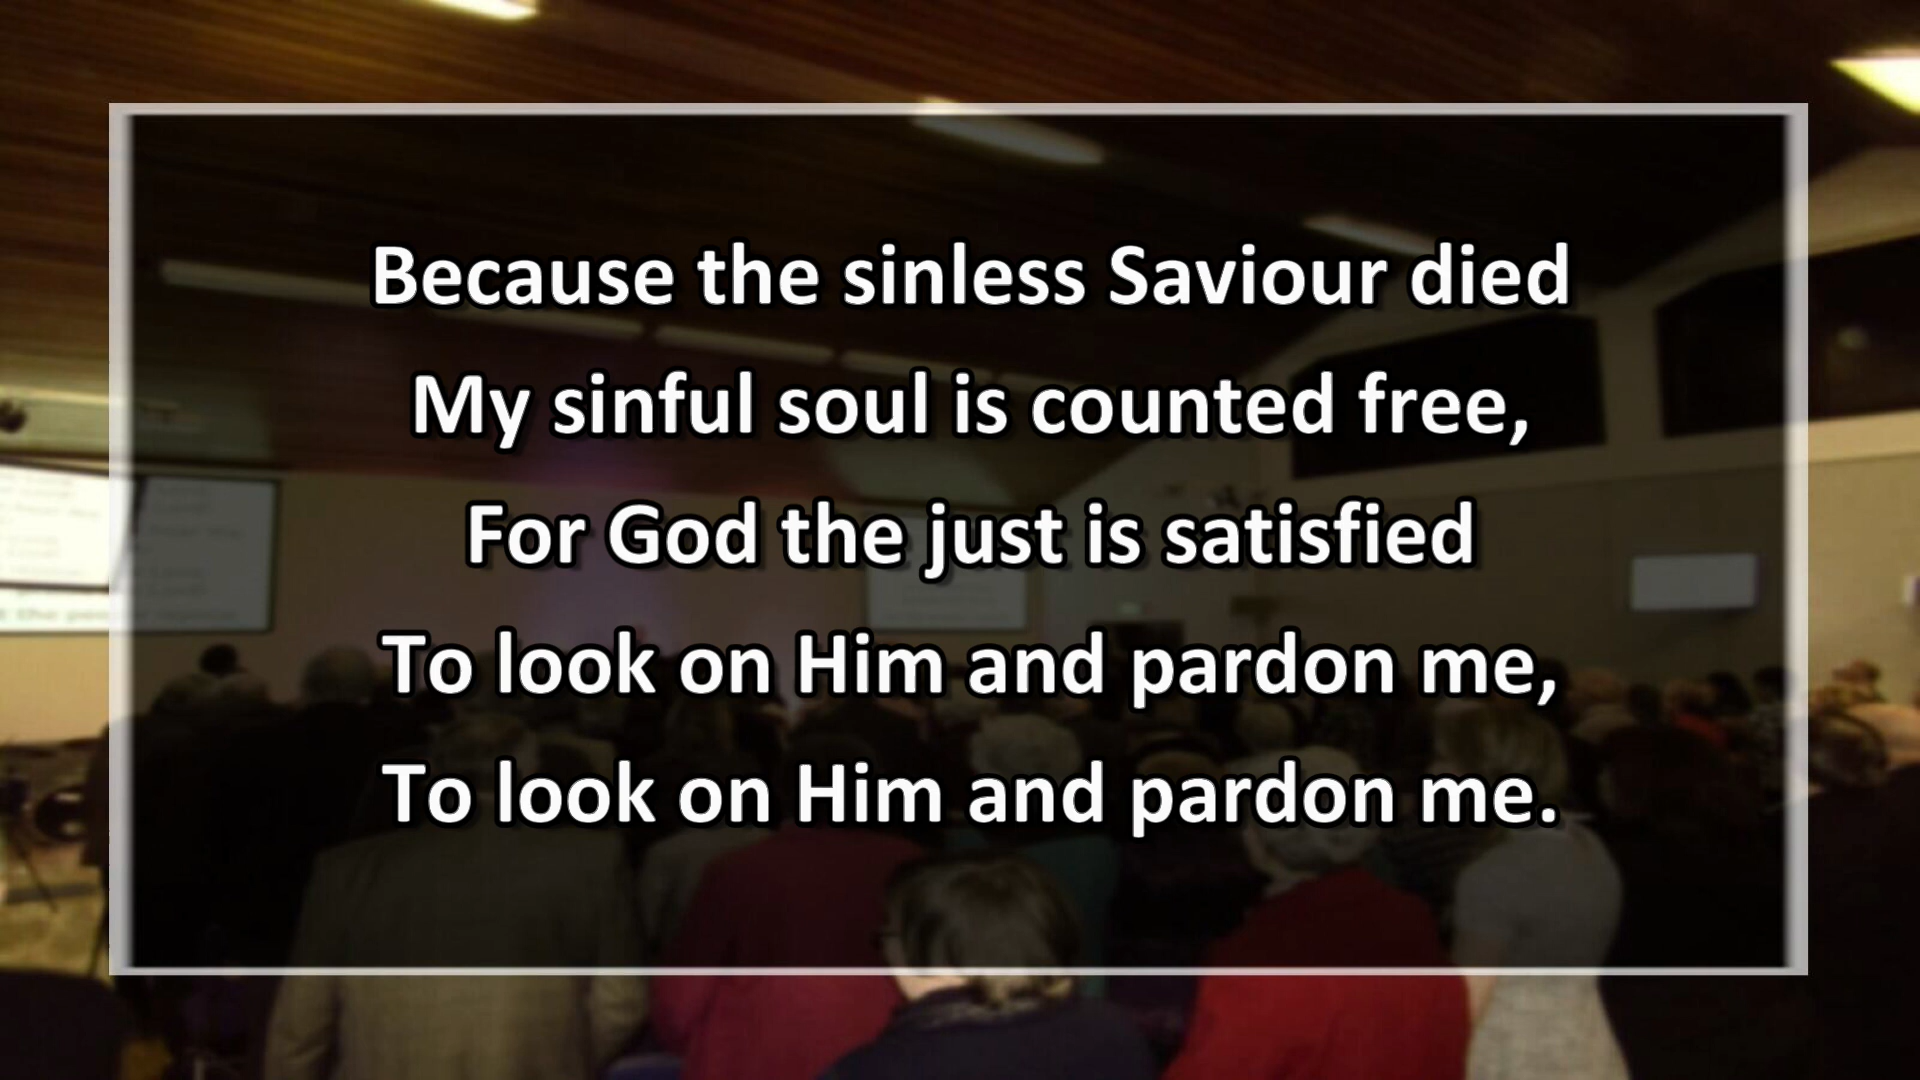 Because the sinless Saviour died
My sinful soul is counted free,
For God the just is satisfied
To look on Him and pardon me,
To look on Him and pardon me.